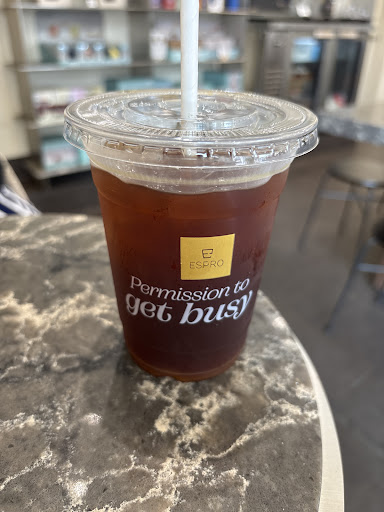 ESPRO
Permission to
get busy